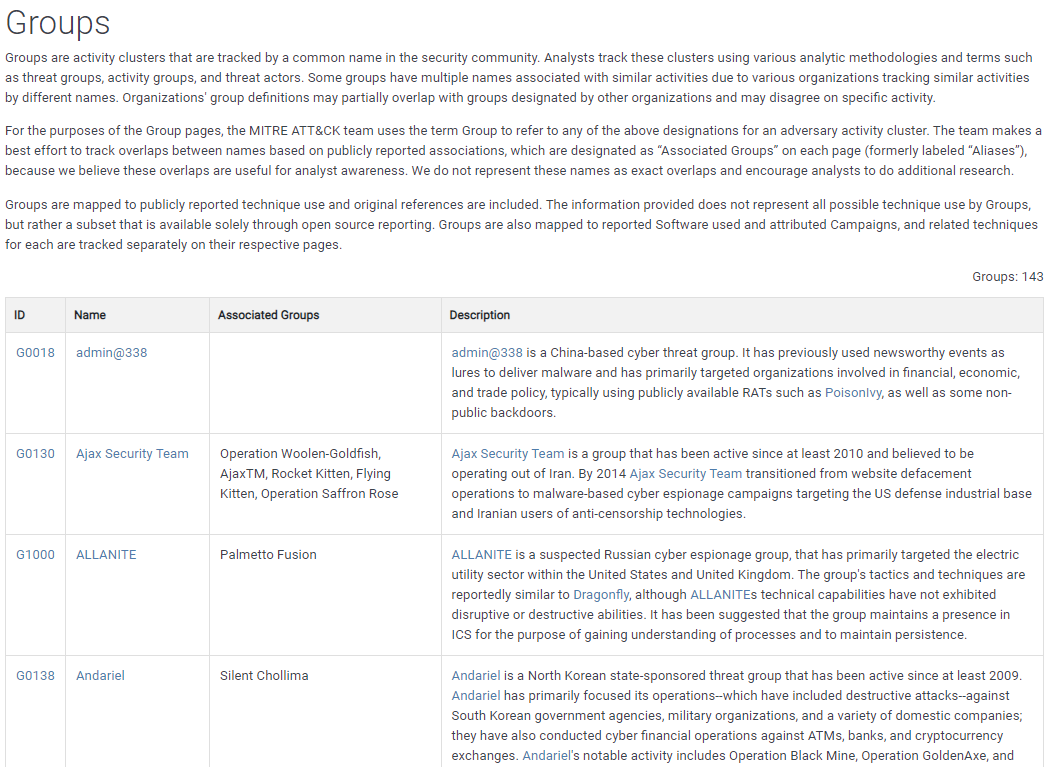 Groups
Groups are activity clusters that are tracked by a common name in the security community. Analysts track these clusters using various analytic methodologies and terms such
as threat groups, activity groups, and threat actors. Some groups have multiple names associated with similar activities due to various organizations tracking similar activities
by different names. Organizations' group definitions may partially overlap with groups designated by other organizations and may disagree on specific activity.
For the purposes of the Group pages, the MITRE ATT&CK team uses the term Group to refer to any of the above designations for an adversary activity cluster. The team makes a
best effort to track overlaps between names based on publicly reported associations, which are designated as “Associated Groups” on each page (formerly labeled “Aliases”),
because we believe these overlaps are useful for analyst awareness. We do not represent these names as exact overlaps and encourage analysts to do additional research.
Groups are mapped to publicly reported technique use and original references are included. The information provided does not represent all possible technique use by Groups,
but rather a subset that is available solely through open source reporting. Groups are also mapped to reported Software used and attributed Campaigns, and related techniques
for each are tracked separately on their respective pages.
Groups: 143
ID Name Associated Groups Description
G0018 admin@338 admin@338 is a China-based cyber threat group. It has previously used newsworthy events as
lures to deliver malware and has primarily targeted organizations involved in financial, economic,
and trade policy, typically using publicly available RATs such as PoisonIvy, as well as some non-
public backdoors.
G0130 Ajax Security Team Operation Woolen-Goldfish, Ajax Security Team is a group that has been active since at least 2010 and believed to be
AjaxTM, Rocket Kitten, Flying operating out of Iran. By 2014 Ajax Security Team transitioned from website defacement
Kitten, Operation Saffron Rose operations to malware-based cyber espionage campaigns targeting the US defense industrial base
and Iranian users of anti-censorship technologies.
G1000 ALLANITE Palmetto Fusion ALLANITE is a suspected Russian cyber espionage group, that has primarily targeted the electric
utility sector within the United States and United Kingdom. The group's tactics and techniques are
reportedly similar to Dragonfly, although ALLANITEs technical capabilities have not exhibited
disruptive or destructive abilities. It has been suggested that the group maintains a presence in
ICS for the purpose of gaining understanding of processes and to maintain persistence.
G0138 Andariel Silent Chollima Andariel is a North Korean state-sponsored threat group that has been active since at least 2009.
Andariel has primarily focused its operations--which have included destructive attacks--against
South Korean government agencies, military organizations, and a variety of domestic companies;
they have also conducted cyber financial operations against ATMs, banks, and cryptocurrency
exchanges. Andariel's notable activity includes Operation Black Mine, Operation GoldenAxe, and